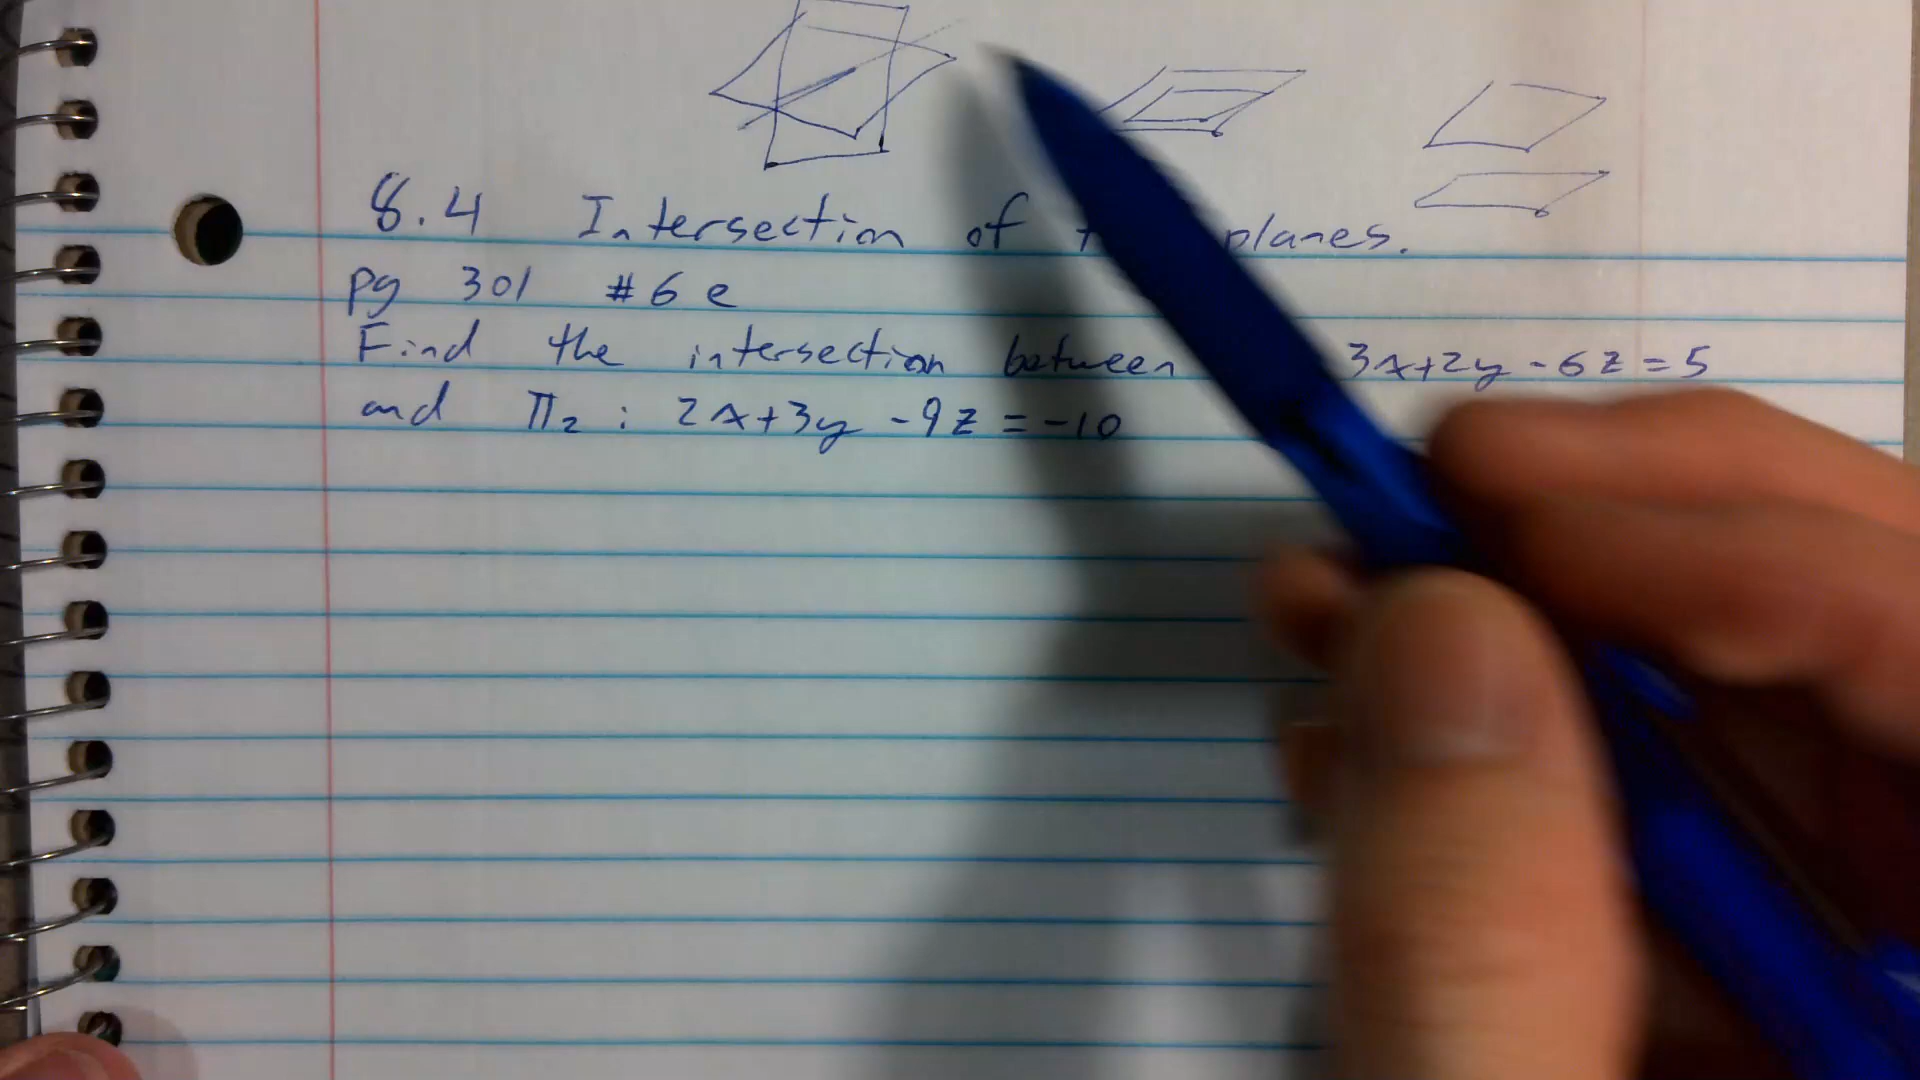 8.4 Intersection of planes.
pg 301 #6e
Find the intersection between 3x+2y-6z=5
and π₂: 2x+3y-9z=-10